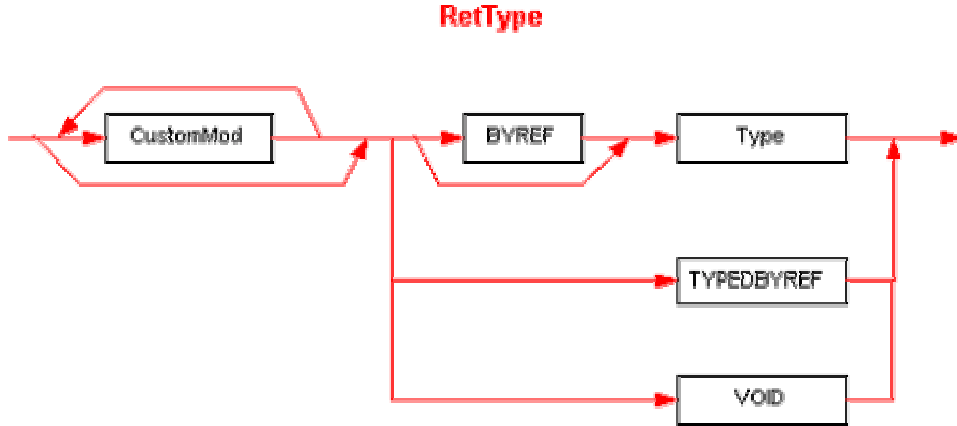 RetType
CustomMod
BYREF
Type
TYPEDBYREF
VOID